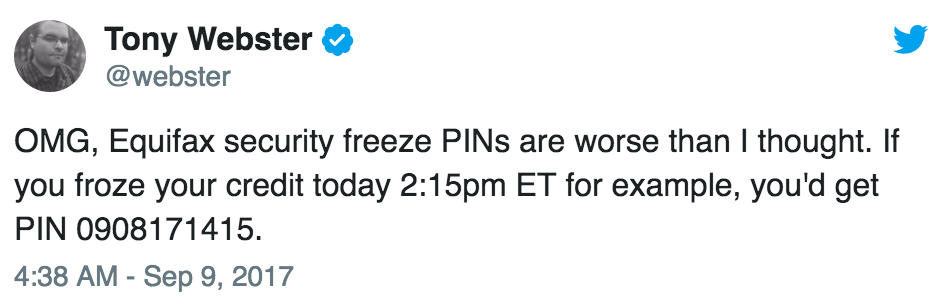 Tony Webster
@webster
OMG, Equifax security freeze PINs are worse than I thought. If
you froze your credit today 2:15pm ET for example, you'd get
PIN 0908171415.
4:38 AM - Sep 9, 2017